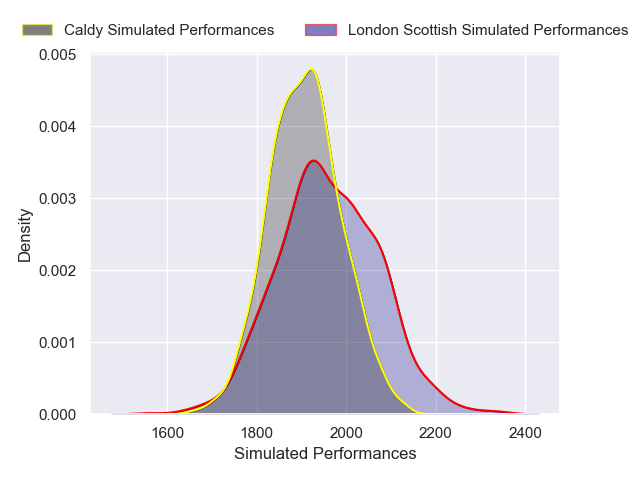 Caldy Simulated Performances London Scottish Simulated Performances
0.005
0.004
0.003
0.002
0.001
0.000
Density
1600 1800 2000 2200 2400
Simulated Performances